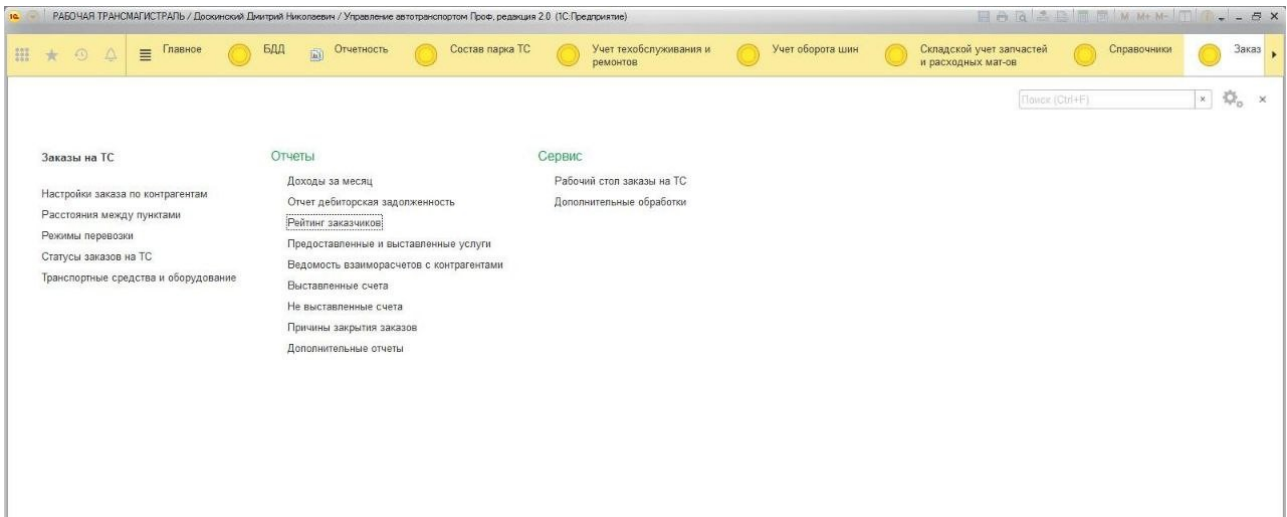 РАБОЧАЯ ТРАНСМАГИСТРАЛЬ / Доскинский Дмитрий Николаевич / Управление автотранспортом Проф, редакция 2.0 (1С:Предприятие)
M M+ M-
Главное
БДД
Отчетность
Состав парка ТС
Учет техобслуживания и
ремонтов
Учет оборота шин
Складской учет запчастей
и расходных мат-ов
Справочники
Заказ
Поиск (Ctrl+F)
Заказы на ТС
Настройки заказа по контрагентам
Расстояния между пунктами
Режимы перевозки
Статусы заказов на ТС
Транспортные средства и оборудование
Отчеты
Доходы за месяц
Отчет дебиторская задолженность
Рейтинг заказчиков
Предоставленные и выставленные услуги
Ведомость взаиморасчетов с контрагентами
Выставленные счета
Не выставленные счета
Причины закрытия заказов
Дополнительные отчеты
Сервис
Рабочий стол заказы на ТС
Дополнительные обработки